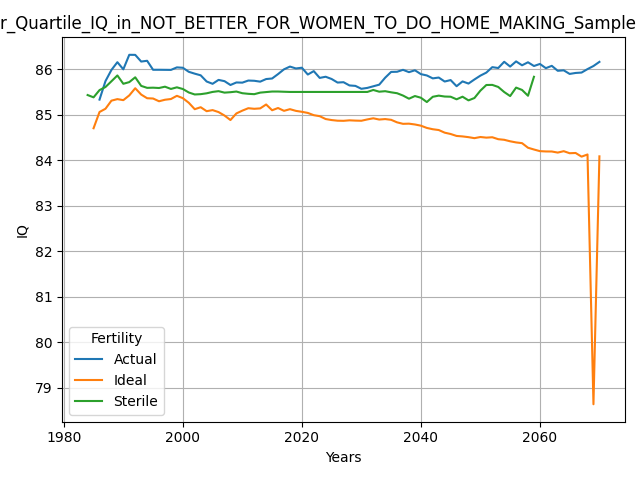 r_Quartile_IQ_in_NOT_BETTER_FOR_WOMEN_TO_DO_HOME_MAKING_Sample
86
85
84
83
82
81
80
79
IQ
Fertility
Actual
Ideal
Sterile
1980 2000 2020 2040 2060
Years